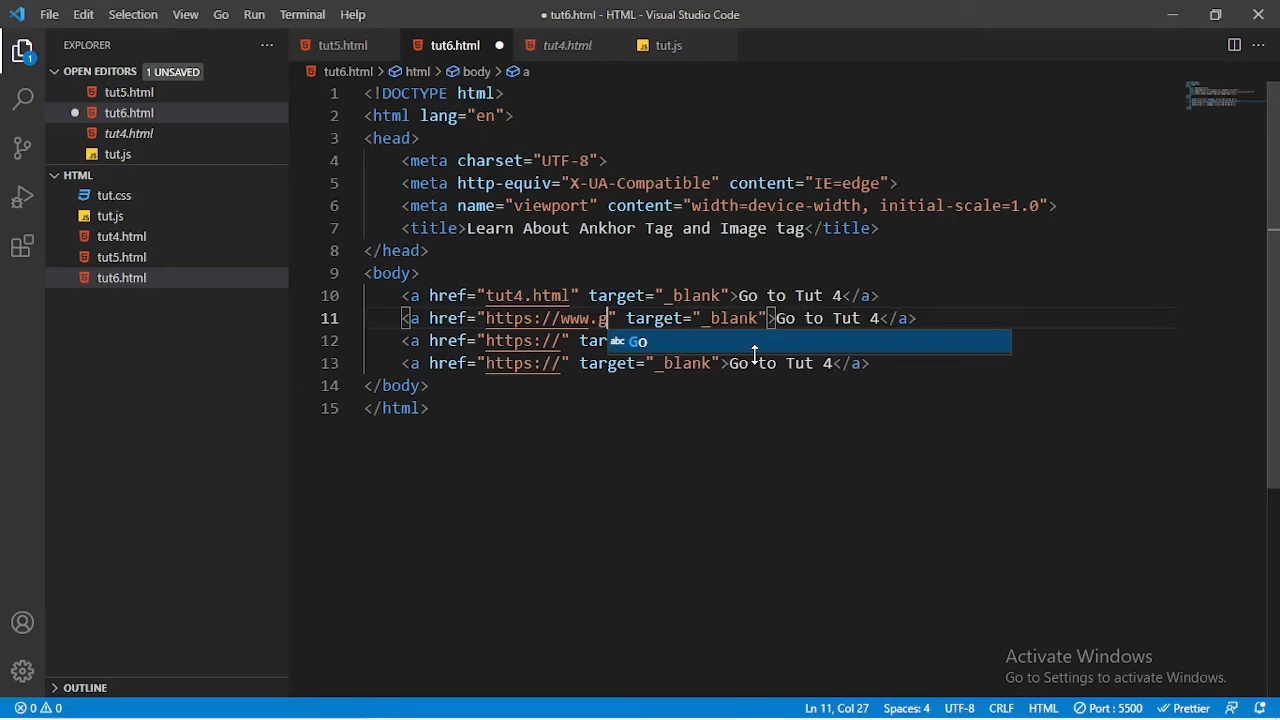 File Edit Selection View Go Run Terminal Help ● tut6.html - HTML - Visual Studio Code
EXPLORER ···
OPEN EDITORS 1 UNSAVED
tut5.html
tut6.html
tut4.html
JS tut.js
HTML
tut.css
JS tut.js
tut4.html
tut5.html
tut6.html
OUTLINE
1
tut5.html tut6.html ● tut4.html JS tut.js
tut6.html > html > body > a
1 <!DOCTYPE html>
2 <html lang="en">
3 <head>
4 <meta charset="UTF-8">
5 <meta http-equiv="X-UA-Compatible" content="IE=edge">
6 <meta name="viewport" content="width=device-width, initial-scale=1.0">
7 <title>Learn About Ankhor Tag and Image tag</title>
8 </head>
9 <body>
10 <a href="tut4.html" target="_blank">Go to Tut 4</a>
11 <a href="https://www.g" target="_blank">Go to Tut 4</a>
12 <a href="https://" tar
abc Go
13 <a href="https://" target="_blank">Go to Tut 4</a>
14 </body>
15 </html>
Activate Windows
Go to Settings to activate Windows.
0 0 Ln 11, Col 27 Spaces: 4 UTF-8 CRLF HTML Port : 5500 Prettier